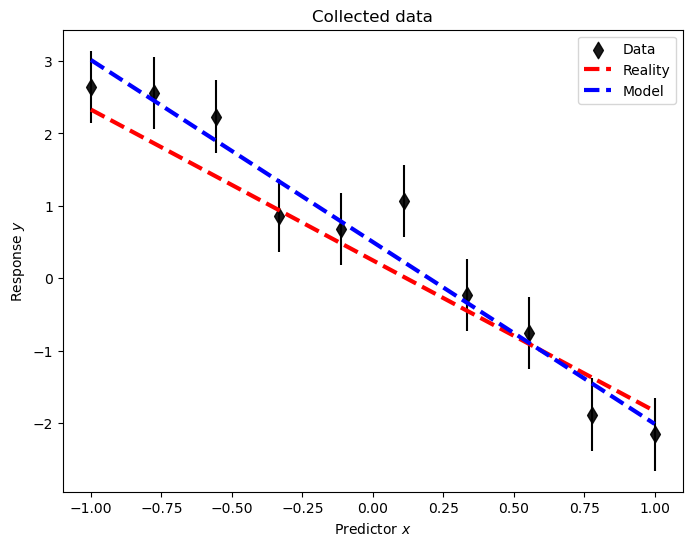 Collected data
Data
Reality
Model
Response y
3
2
1
0
−1
−2
−1.00 −0.75 −0.50 −0.25 0.00 0.25 0.50 0.75 1.00
Predictor x